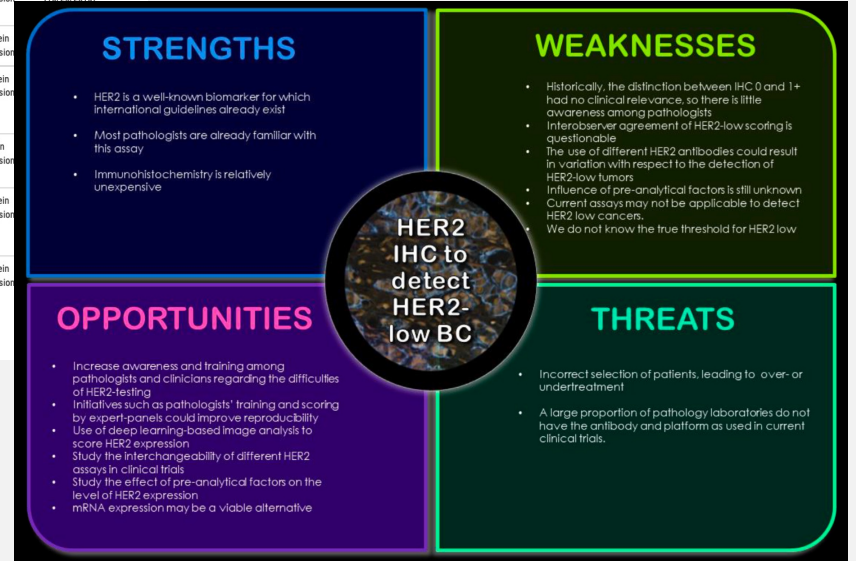 ein
sion
ein
sion
n
sion
ein
sion
ein
sion
STRENGTHS
• HER2 is a well-known biomarker for which
international guidelines already exist
• Most pathologists are already familiar with
this assay
• Immunohistochemistry is relatively
unexpensive
WEAKNESSES
• Historically, the distinction between IHC 0 and 1+
had no clinical relevance, so there is little
awareness among pathologists
• Interobserver agreement of HER2-low scoring is
questionable
• The use of different HER2 antibodies could result
in variation with respect to the detection of
HER2-low tumors
• Influence of pre-analytical factors is still unknown
• Current assays may not be applicable to detect
HER2 low cancers.
• We do not know the true threshold for HER2 low
HER2
IHC to
detect
HER2-
low BC
OPPORTUNITIES
• Increase awareness and training among
pathologists and clinicians regarding the difficulties
of HER2-testing
• Initiatives such as pathologists' training and scoring
by expert-panels could improve reproducibility
• Use of deep learning-based image analysis to
score HER2 expression
• Study the interchangeability of different HER2
assays in clinical trials
• Study the effect of pre-analytical factors on the
level of HER2 expression
• mRNA expression may be a viable alternative
THREATS
• Incorrect selection of patients, leading to over- or
undertreatment
• A large proportion of pathology laboratories do not
have the antibody and platform as used in current
clinical trials.